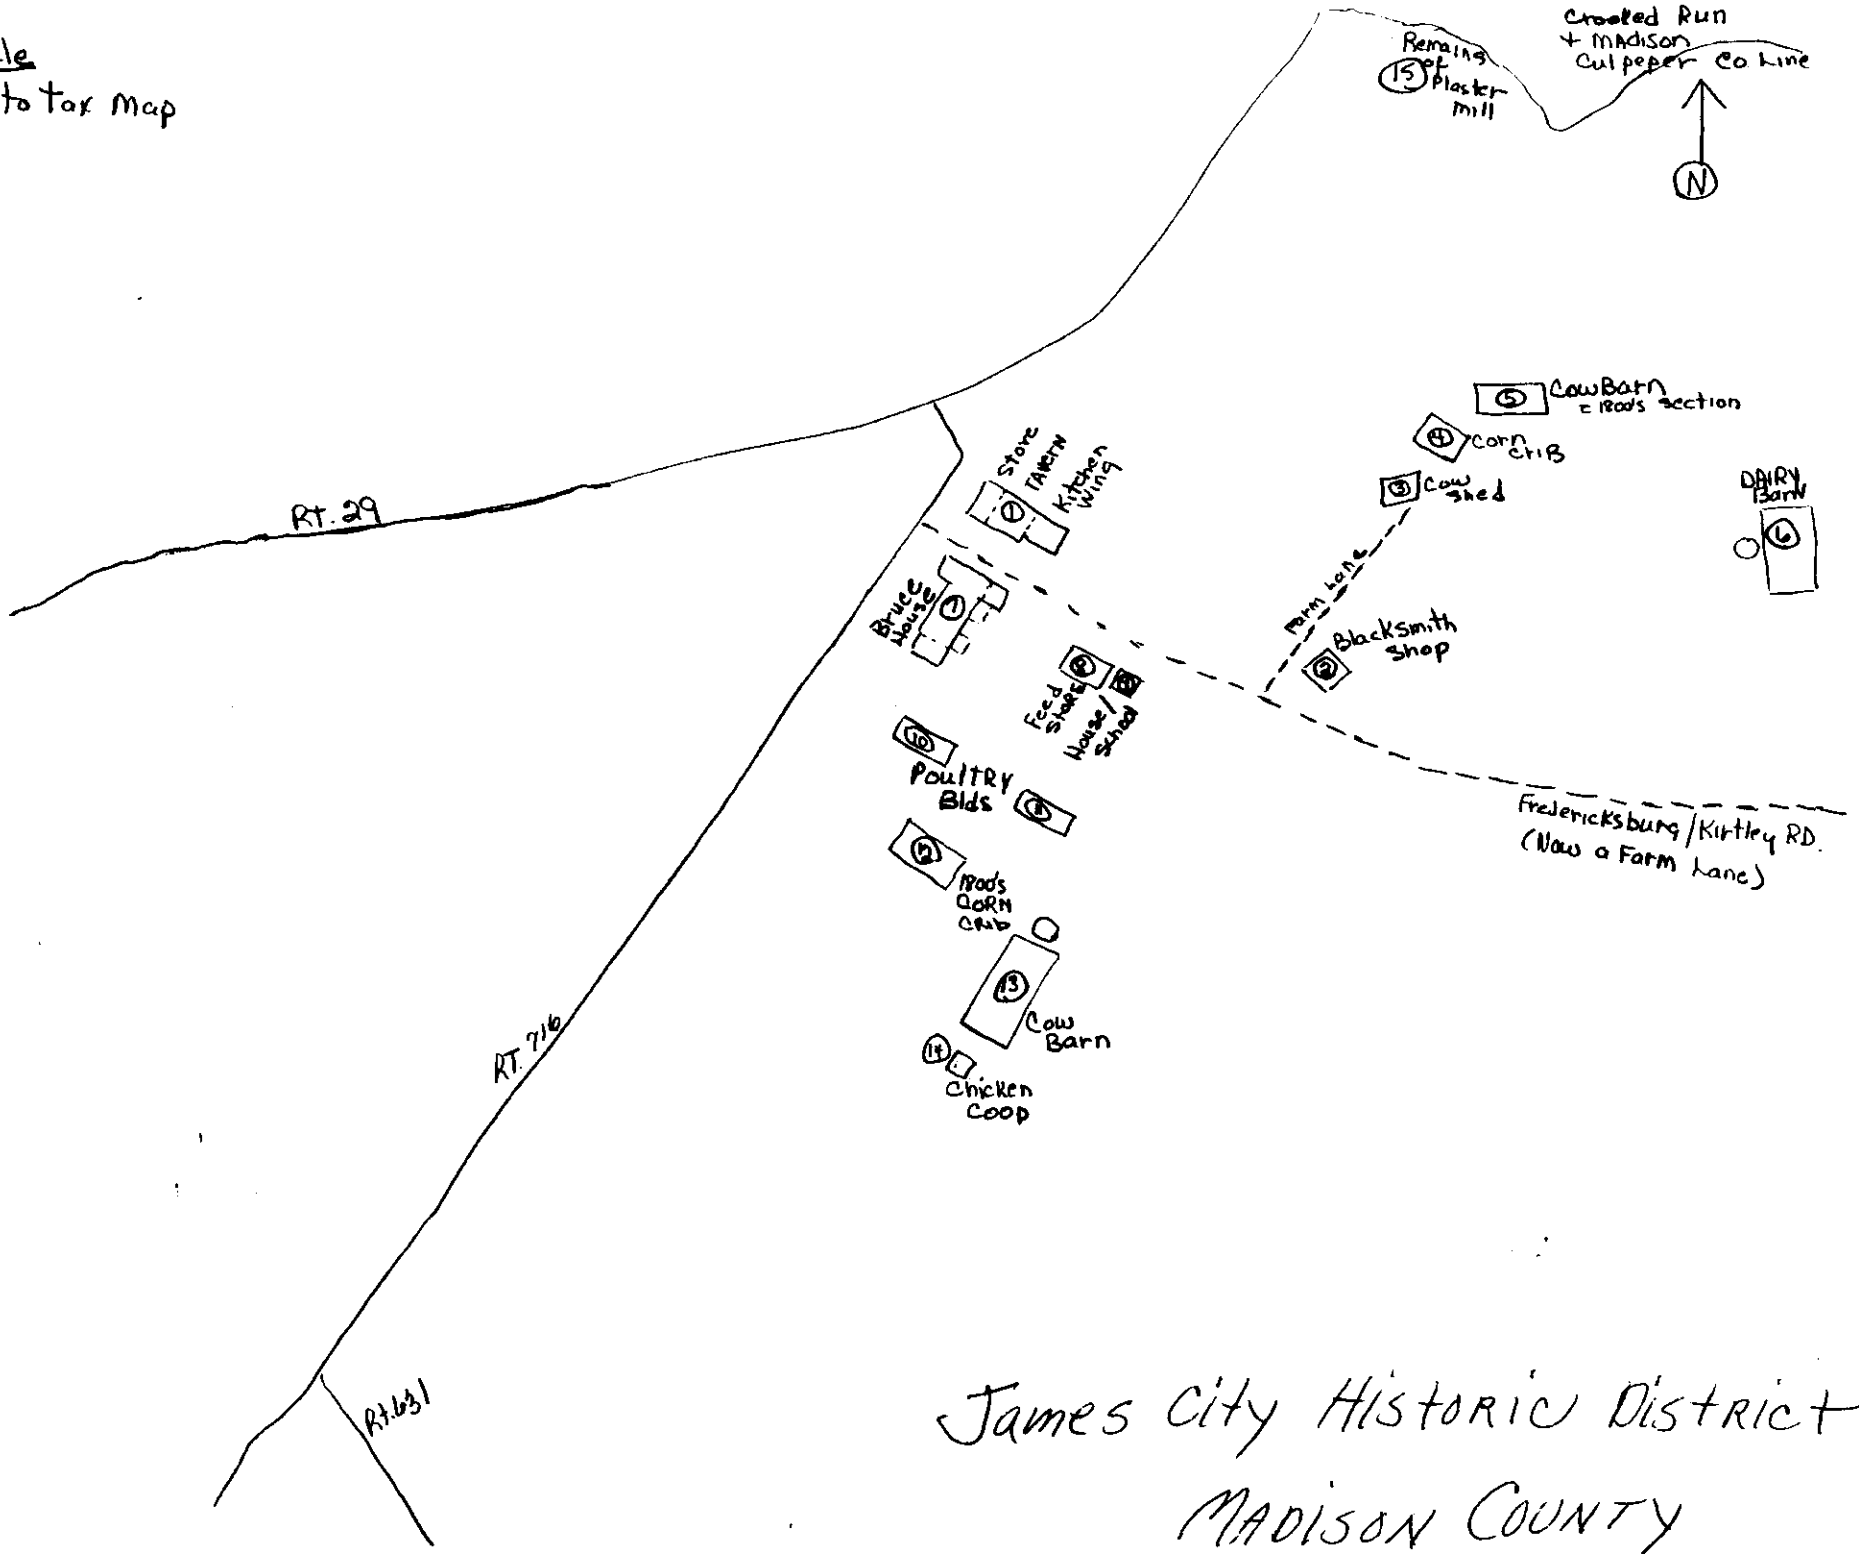 to tax map
Crooked Run
+ Madison
Culpeper Co Line
Remains
of
15 Plaster
mill
N
Rt. 29
Store
TAVERN
Kitchen
Wing
1
5 Cow Barn
= 1800's section
4 corn
criB
3 Cow
shed
DAIRY
Barn
6
Farm Lane
Blacksmith
shop
2
Bruce
House
7
9
Feed
Store
8
House/
School
10
Poultry
Blds
11
12
1800's
CORN
CRib
13
Cow
Barn
14
Chicken
Coop
Fredericksburg/Kirtley RD.
(Now a Farm Lane)
RT. 716
Rt. 631
James City Historic District
MADISON COUNTY